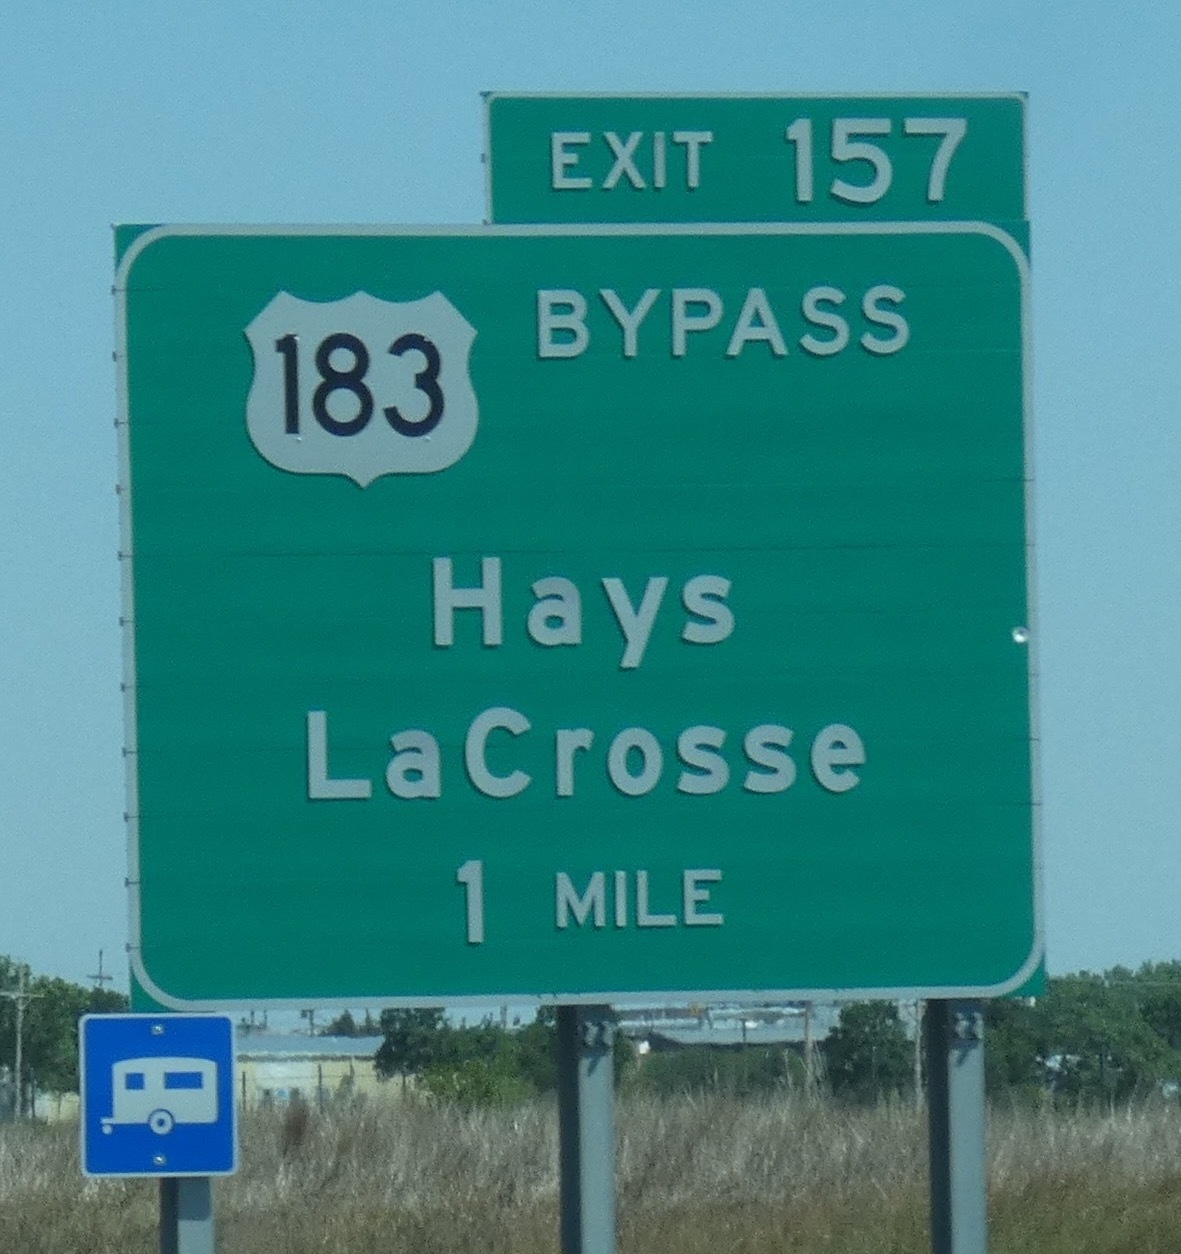 EXIT 157
183 BYPASS
Hays
LaCrosse
1 MILE